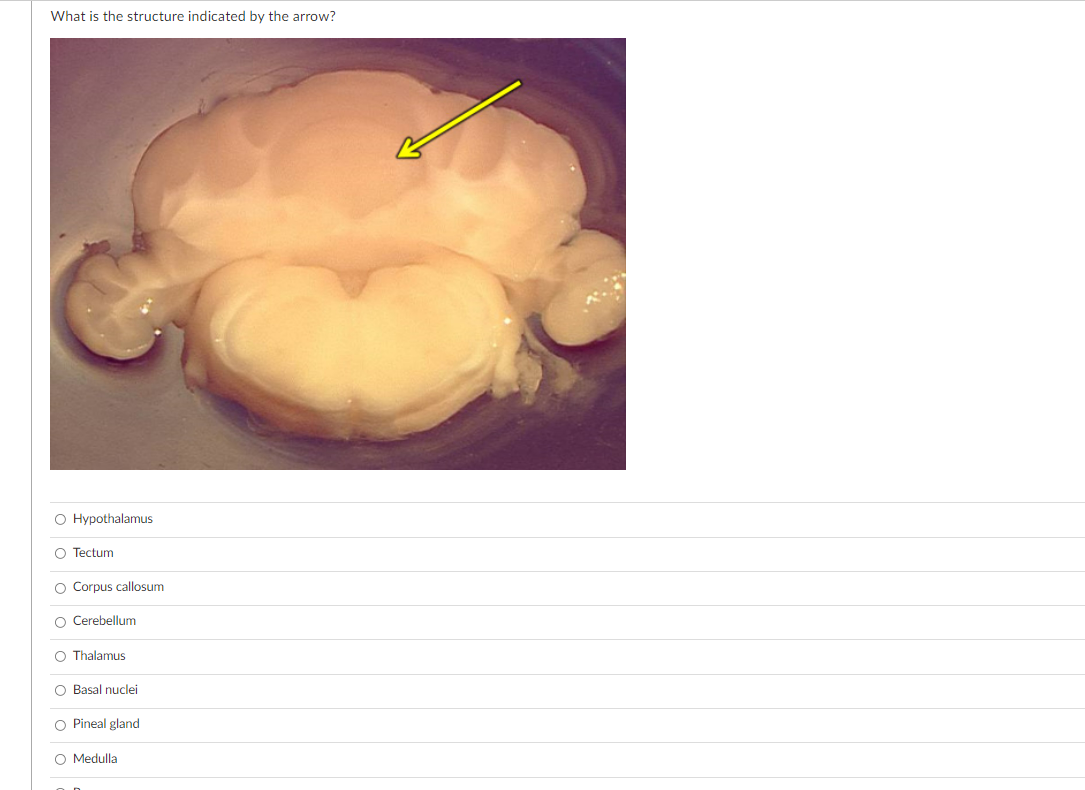 What is the structure indicated by the arrow?
Hypothalamus
Tectum
Corpus callosum
Cerebellum
Thalamus
Basal nuclei
Pineal gland
Medulla